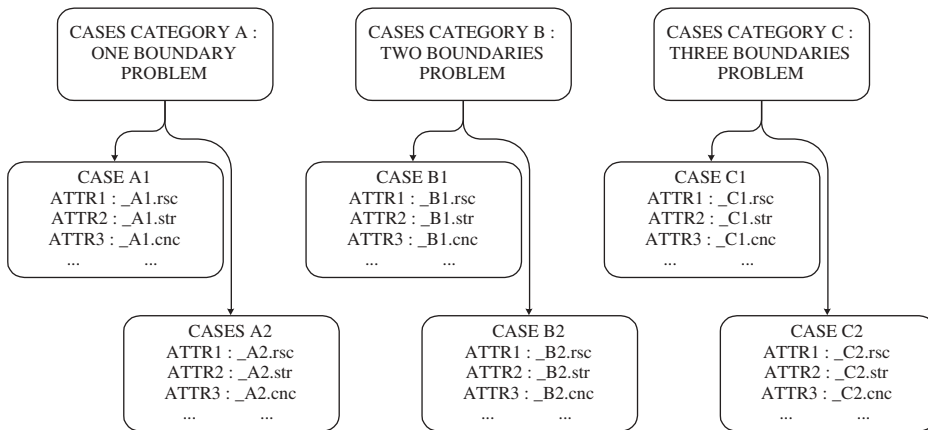 CASES CATEGORY A :
ONE BOUNDARY
PROBLEM
CASES CATEGORY B :
TWO BOUNDARIES
PROBLEM
CASES CATEGORY C :
THREE BOUNDARIES
PROBLEM
CASE A1
ATTR1 : _A1.rsc
ATTR2 : _A1.str
ATTR3 : _A1.cnc
... ...
CASE B1
ATTR1 : _B1.rsc
ATTR2 : _B1.str
ATTR3 : _B1.cnc
... ...
CASE C1
ATTR1 : _C1.rsc
ATTR2 : _C1.str
ATTR3 : _C1.cnc
... ...
CASES A2
ATTR1 : _A2.rsc
ATTR2 : _A2.str
ATTR3 : _A2.cnc
... ...
CASE B2
ATTR1 : _B2.rsc
ATTR2 : _B2.str
ATTR3 : _B2.cnc
... ...
CASE C2
ATTR1 : _C2.rsc
ATTR2 : _C2.str
ATTR3 : _C2.cnc
... ...